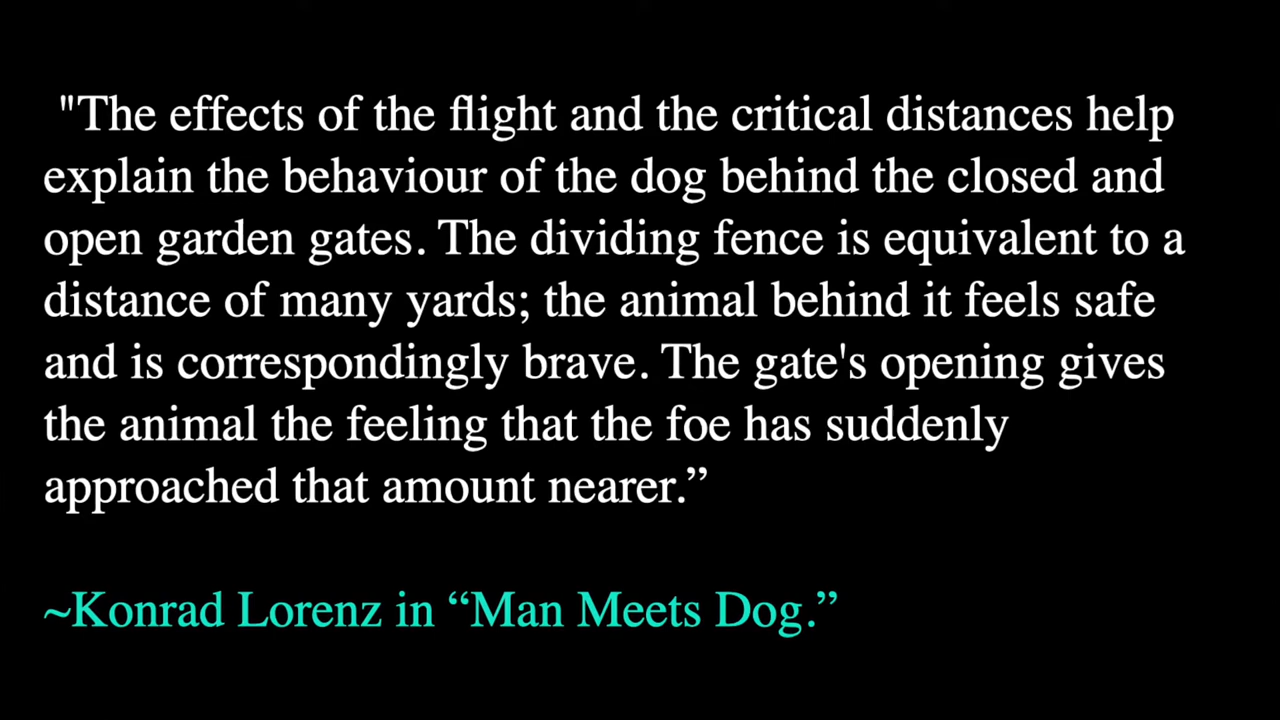 "The effects of the flight and the critical distances help
explain the behaviour of the dog behind the closed and
open garden gates. The dividing fence is equivalent to a
distance of many yards; the animal behind it feels safe
and is correspondingly brave. The gate's opening gives
the animal the feeling that the foe has suddenly
approached that amount nearer.”
~Konrad Lorenz in “Man Meets Dog.”